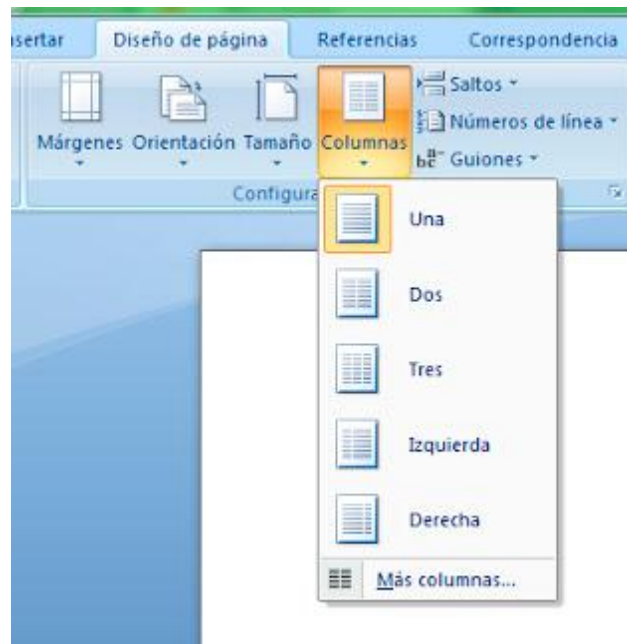 sertar Diseño de página Referencias Correspondencia
Márgenes Orientación Tamaño Columnas
Saltos
Números de línea
Guiones
Configura
Una
Dos
Tres
Izquierda
Derecha
Más columnas...